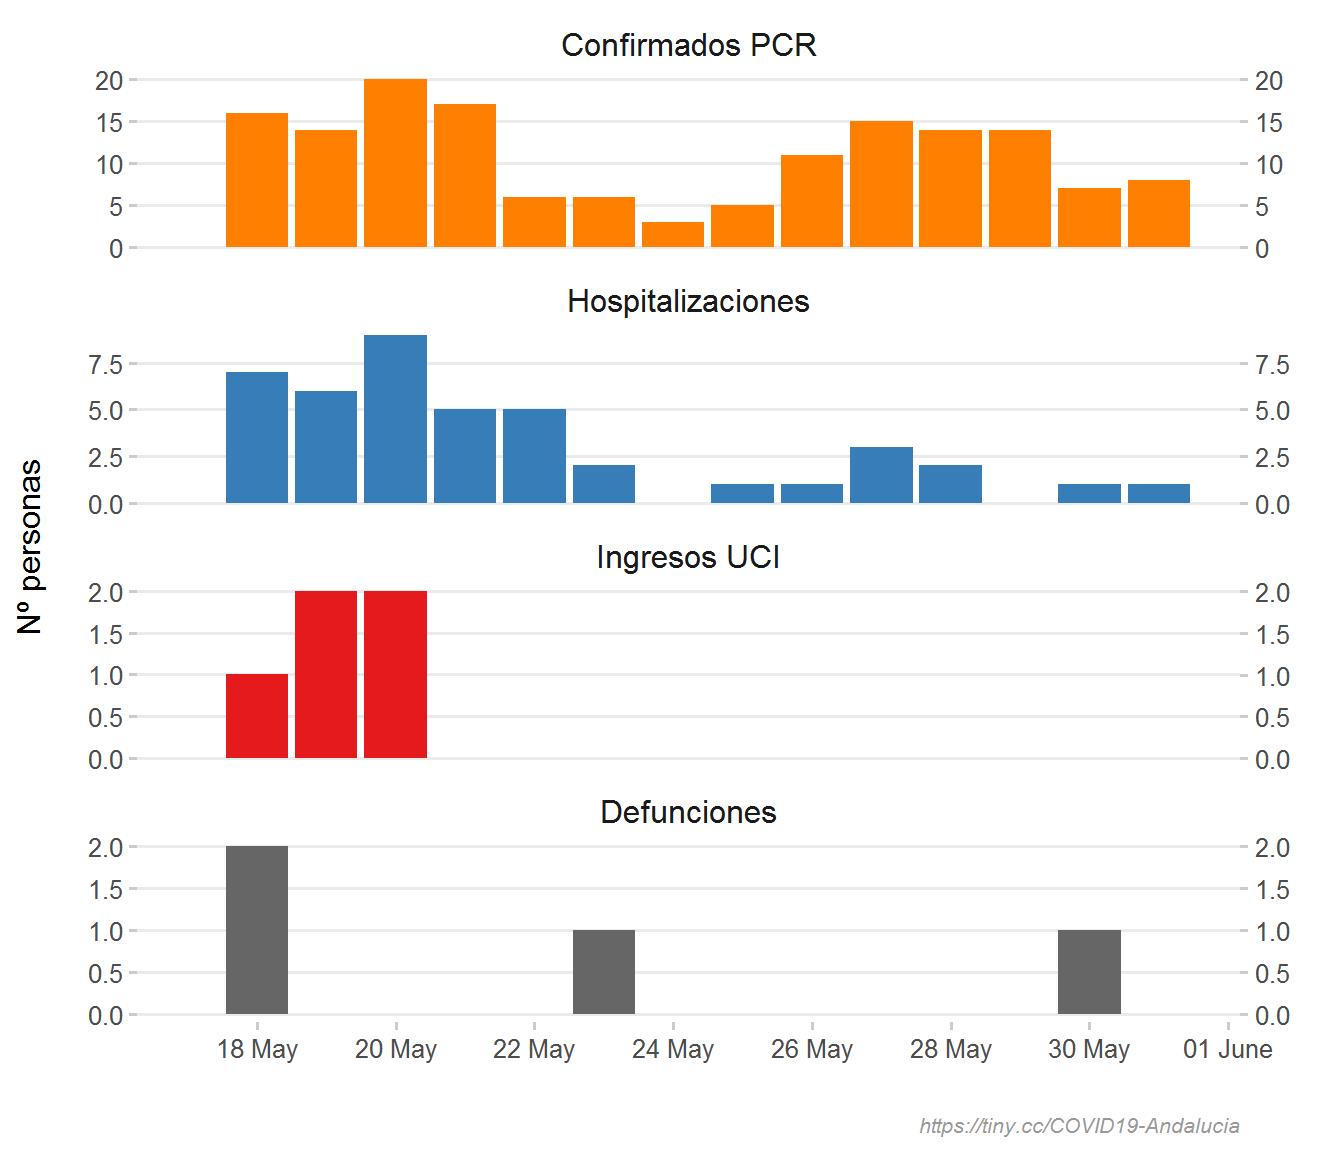 Confirmados PCR
20 20
15 15
10 10
5 5
0 0
Hospitalizaciones
7.5 7.5
5.0 5.0
2.5 2.5
0.0 0.0
Nº personas
Ingresos UCI
2.0 2.0
1.5 1.5
1.0 1.0
0.5 0.5
0.0 0.0
Defunciones
2.0 2.0
1.5 1.5
1.0 1.0
0.5 0.5
0.0 0.0
18 May 20 May 22 May 24 May 26 May 28 May 30 May 01 June
https://tiny.cc/COVID19-Andalucia